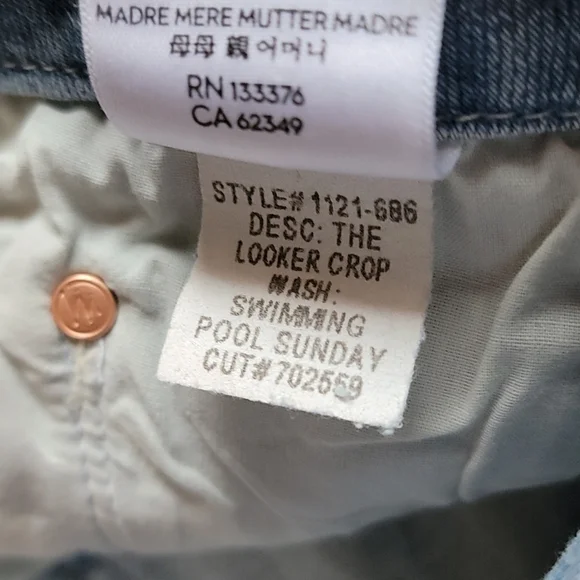 MADRE MERE MUTTER MADRE
母母 親 어머니
RN 133376
CA 62349
STYLE# 1121-686
DESC: THE
LOOKER CROP
WASH:
SWIMMING
POOL SUNDAY
CUT# 702559
M